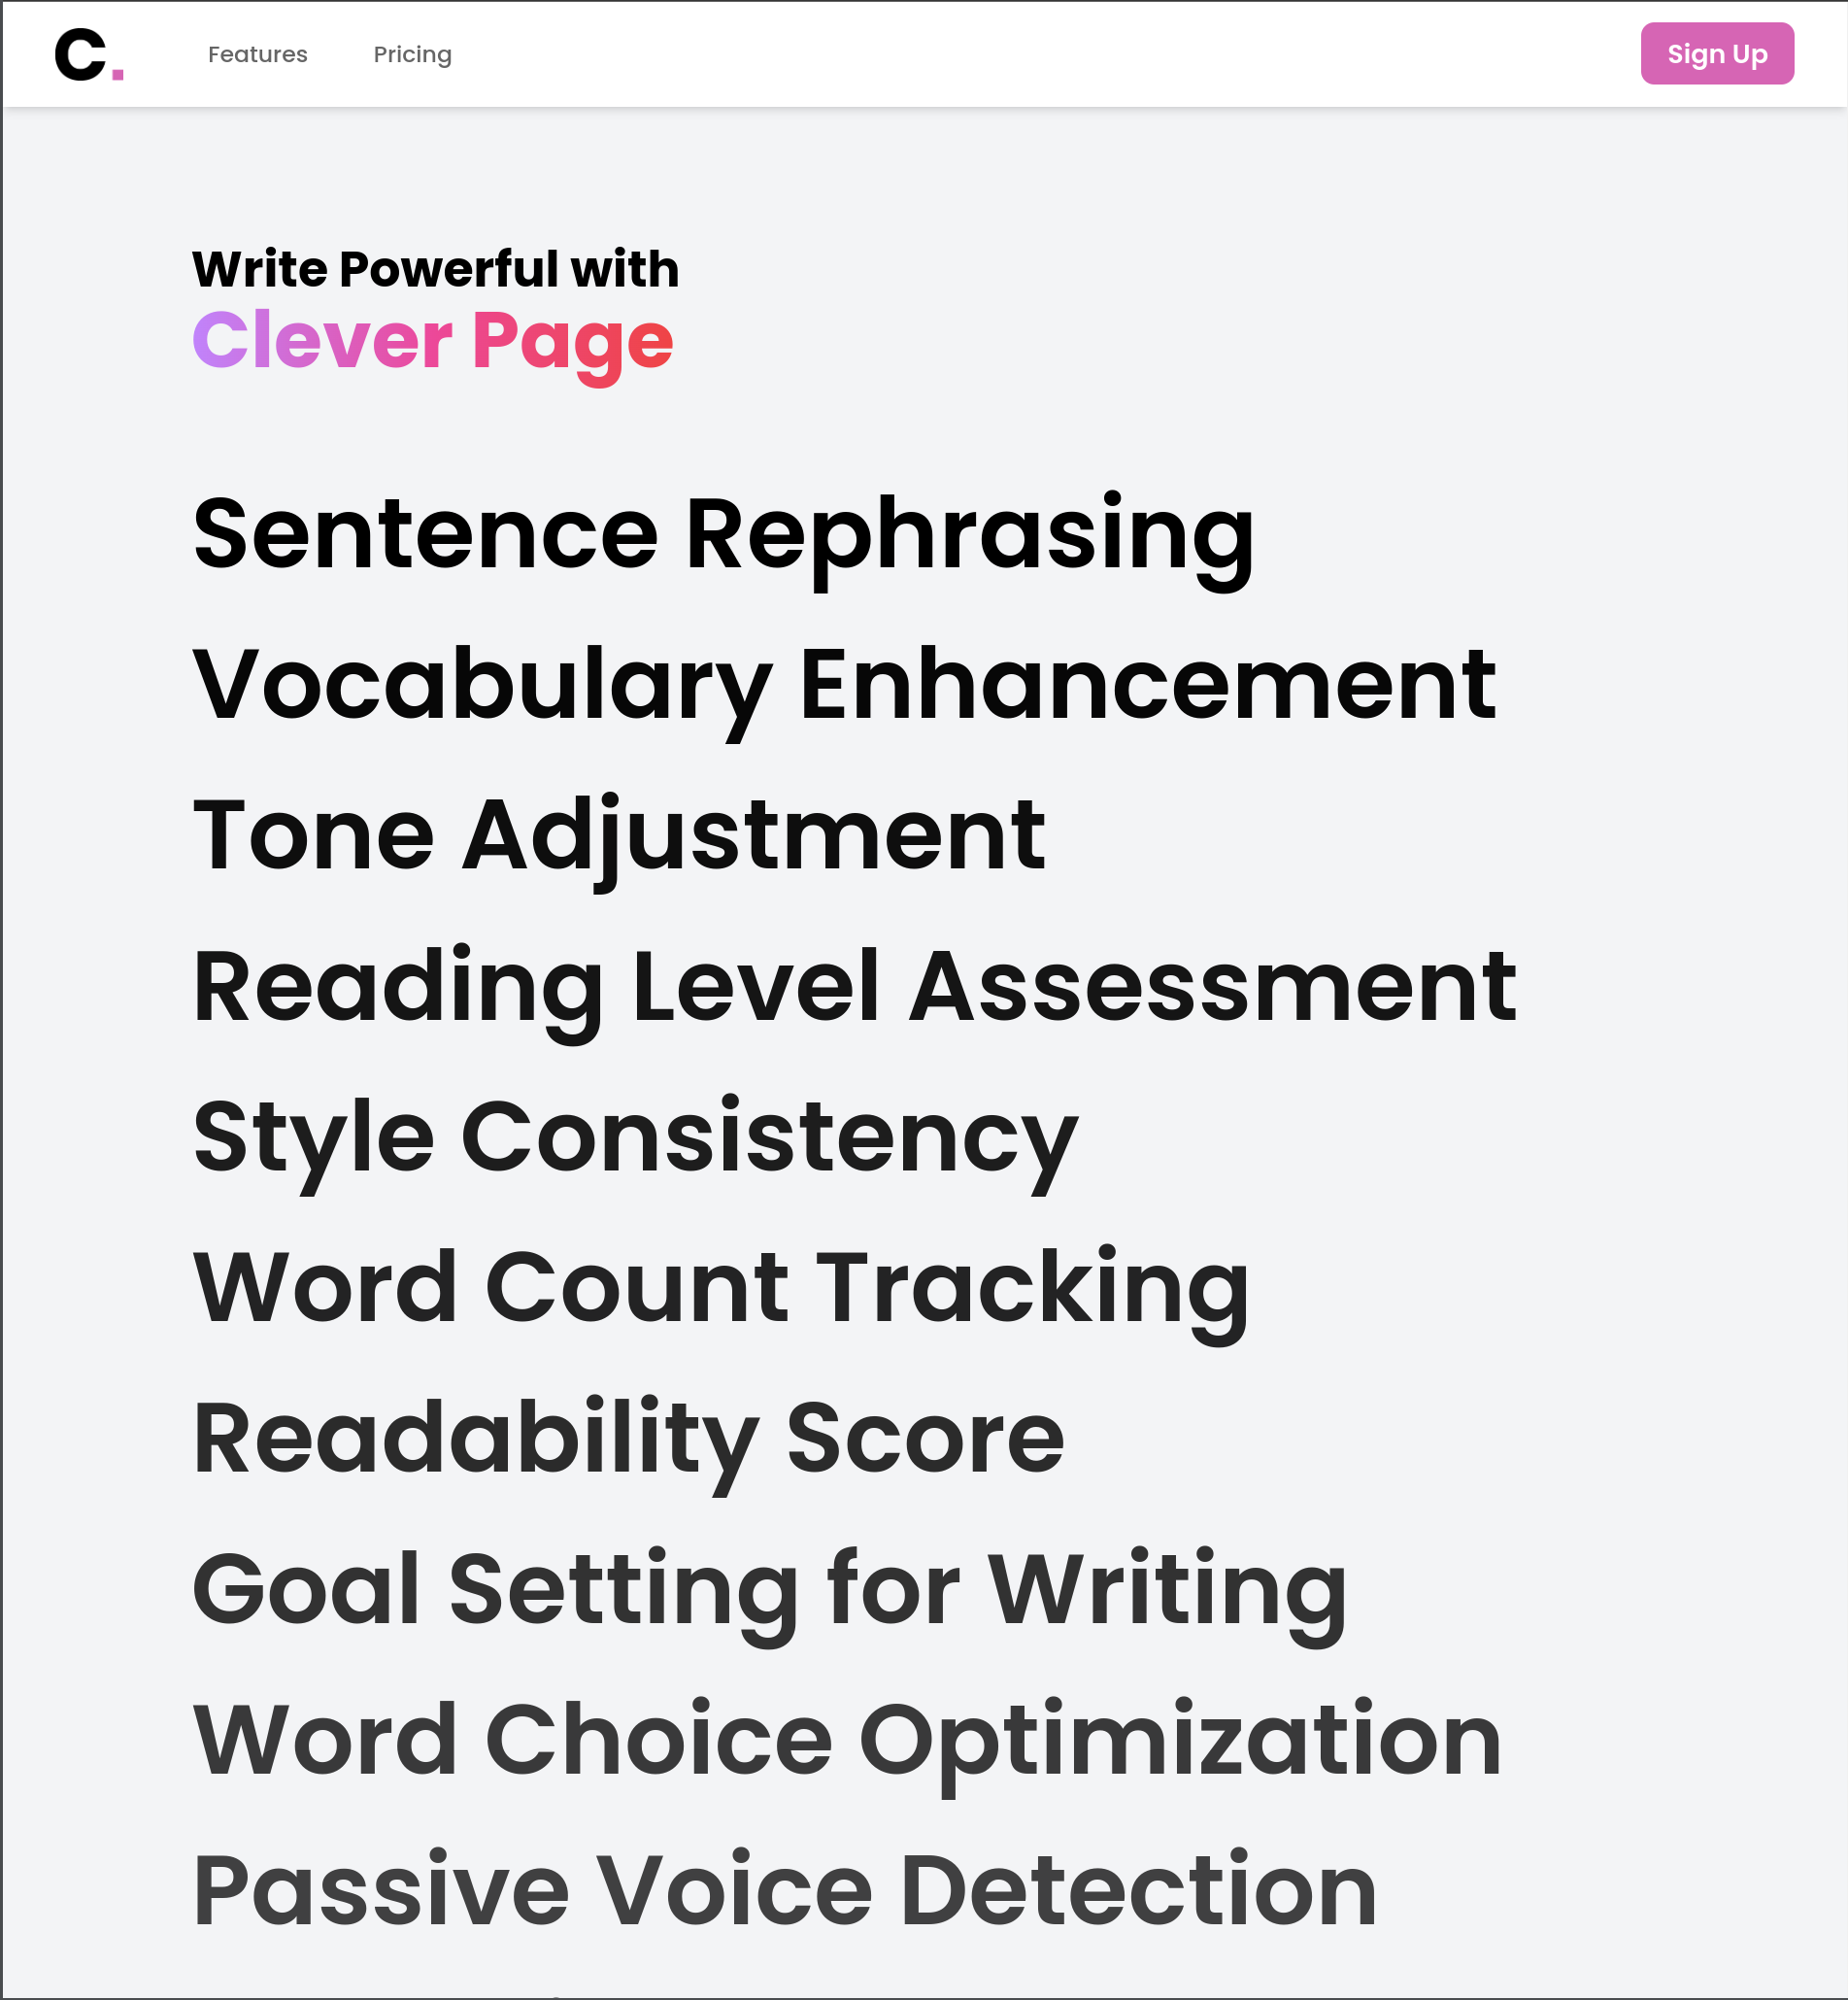 C.
Features
Pricing
Sign Up
Write Powerful with
Clever Page
Sentence Rephrasing
Vocabulary Enhancement
Tone Adjustment
Reading Level Assessment
Style Consistency
Word Count Tracking
Readability Score
Goal Setting for Writing
Word Choice Optimization
Passive Voice Detection